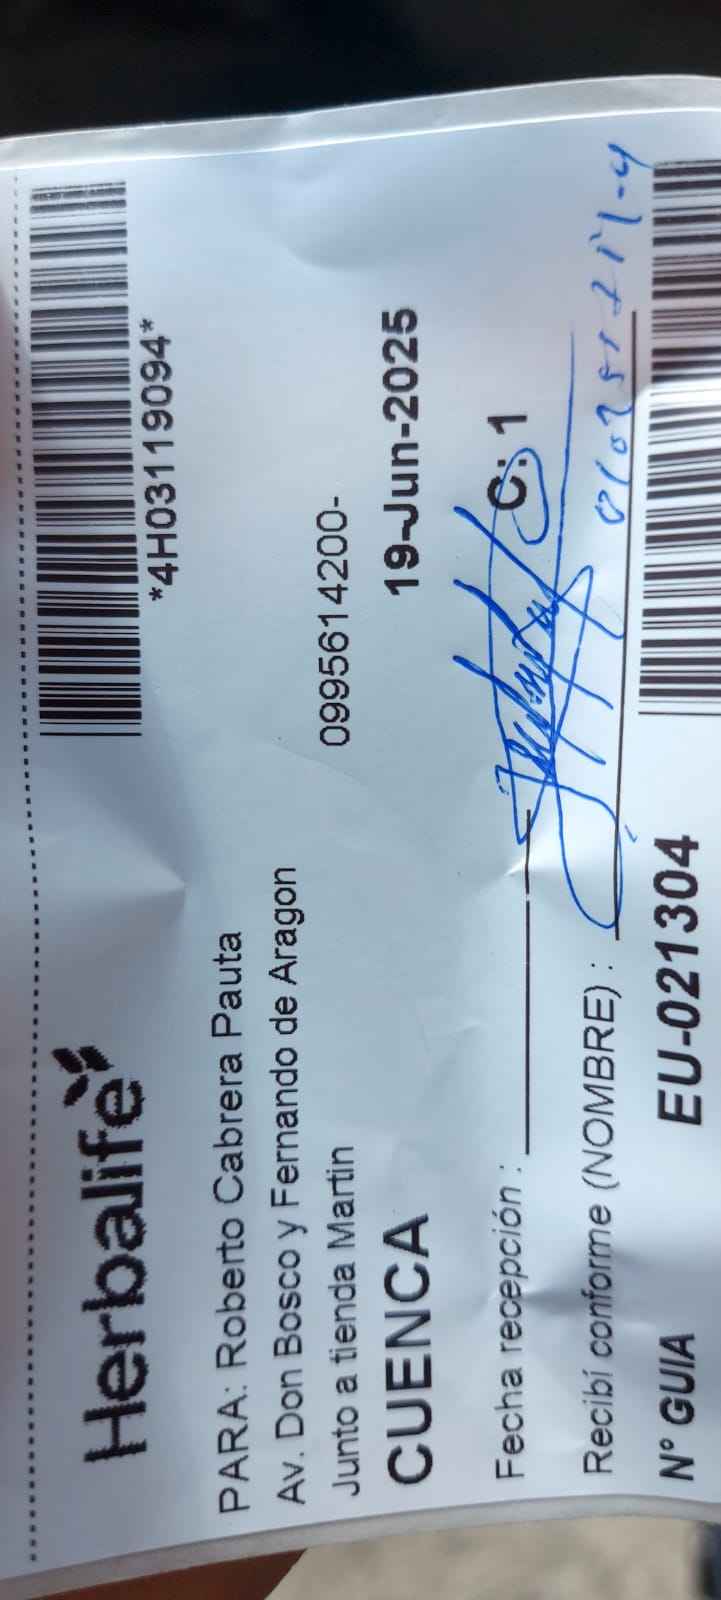 *4H03119094*
Herbalife
PARA: Roberto Cabrera Pauta
Av. Don Bosco y Fernando de Aragon
Junto a tienda Martin
0995614200-
CUENCA
19-Jun-2025
Fecha recepción :
C: 1
Recibí conforme (NOMBRE) :
N° GUIA
EU-021304